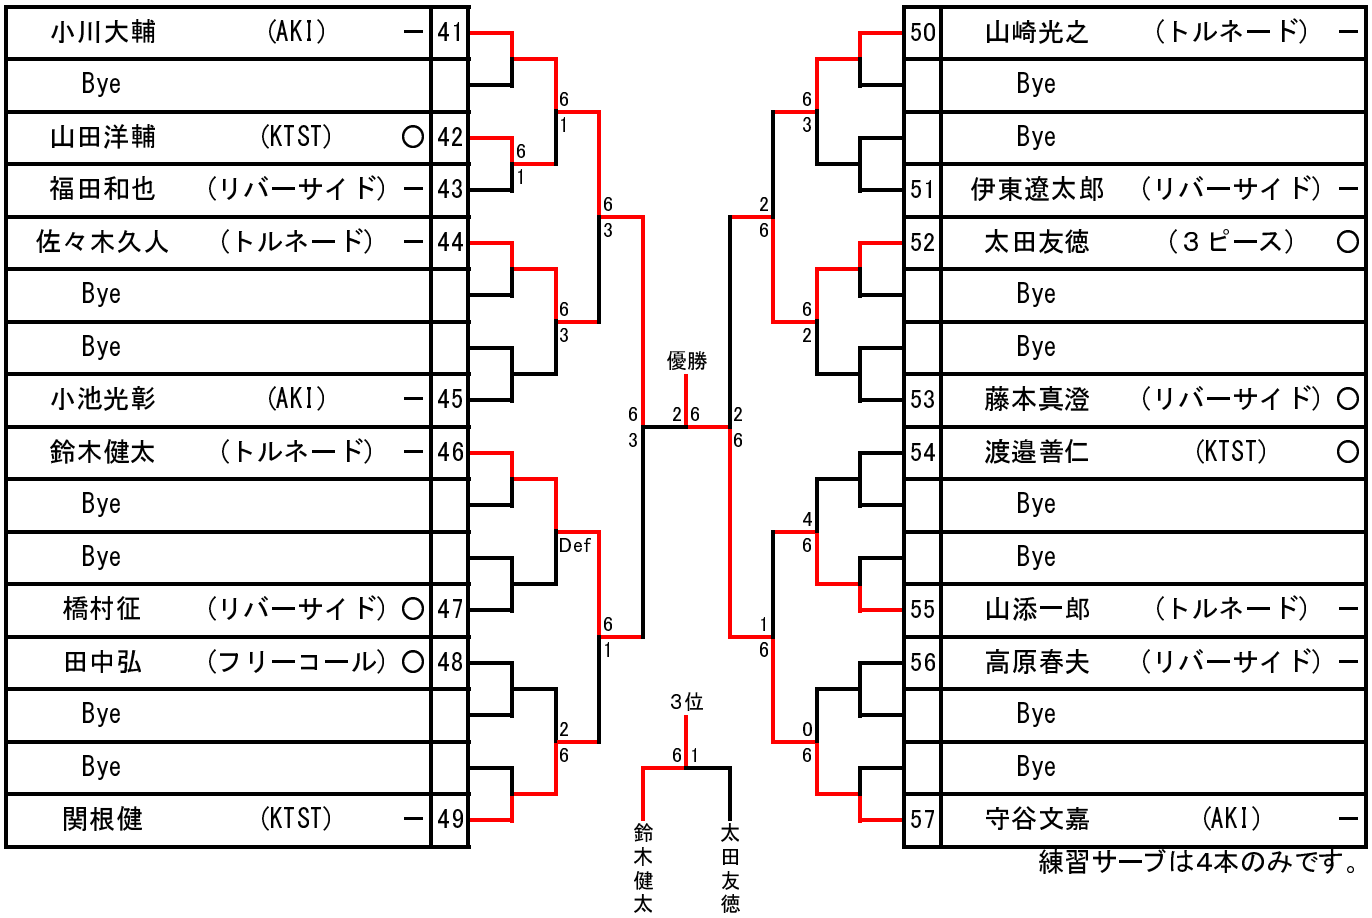 小川大輔 (AKI) － 41
Bye
山田洋輔 (KTST) ○ 42
福田和也 (リバーサイド) － 43
佐々木久人 (トルネード) － 44
Bye
Bye
小池光彰 (AKI) － 45
鈴木健太 (トルネード) － 46
Bye
Bye
橋村征 (リバーサイド) ○ 47
田中弘 (フリーコール) ○ 48
Bye
Bye
関根健 (KTST) － 49
6
1
6
1
6
3
6
3
Def
6
1
2
6
6
3
優勝
2 6
2
6
3位
6 1
鈴木健太
太田友徳
6
3
2
6
6
2
4
6
1
6
0
6
50 山崎光之 (トルネード) －
Bye
Bye
51 伊東遼太郎 (リバーサイド) －
52 太田友徳 (３ピース) ○
Bye
Bye
53 藤本真澄 (リバーサイド) ○
54 渡邉善仁 (KTST) ○
Bye
Bye
55 山添一郎 (トルネード) －
56 高原春夫 (リバーサイド) －
Bye
Bye
57 守谷文嘉 (AKI) －
練習サーブは４本のみです。